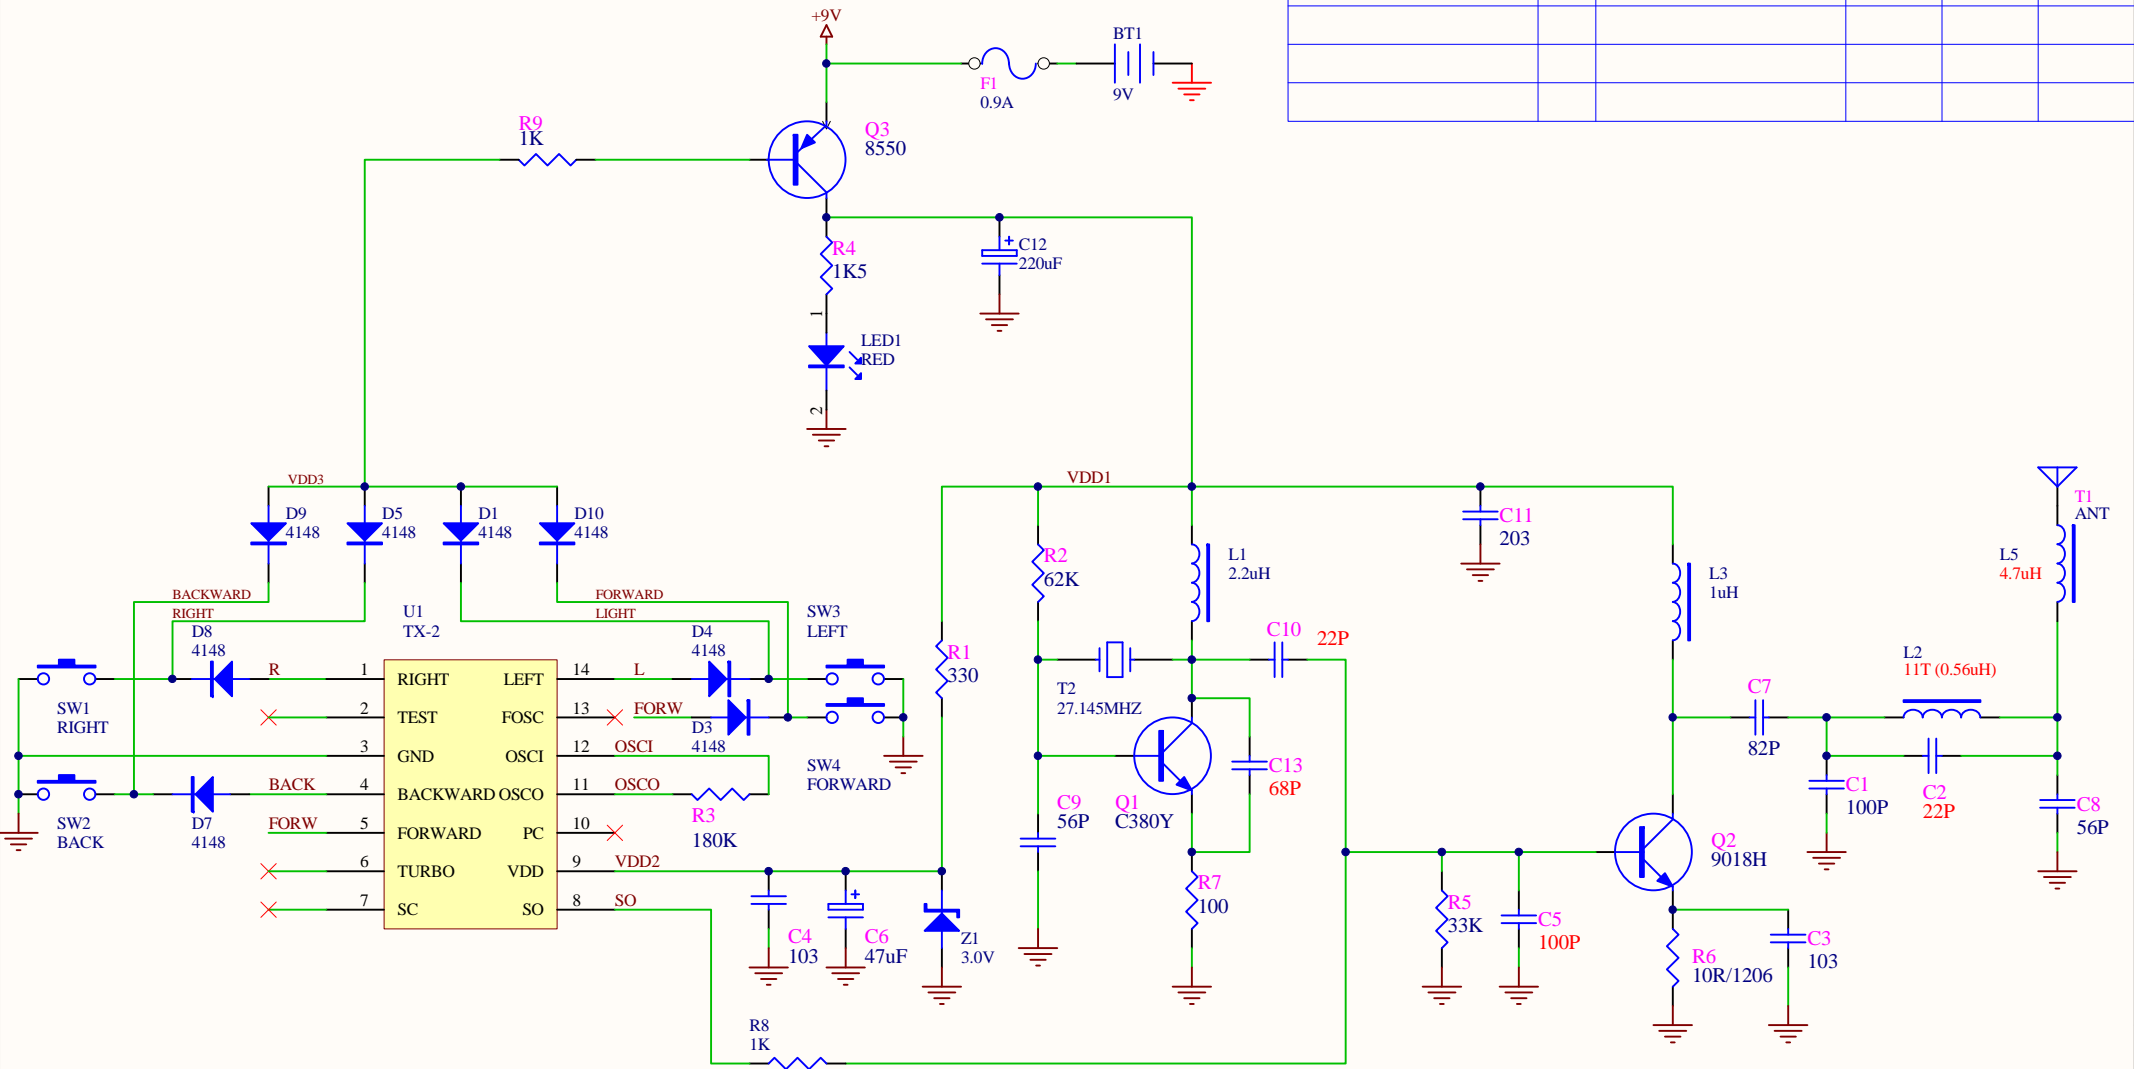 +9V
BT1
F1
0.9A
9V
R9
1K
Q3
8550
R4
1K5
C12
220uF
1
LED1
RED
2
VDD3
VDD1
D9
4148
D5
4148
D1
4148
D10
4148
C11
203
T1
ANT
R2
62K
L1
2.2uH
L3
1uH
L5
4.7uH
BACKWARD
RIGHT
FORWARD
LIGHT
U1
TX-2
SW3
LEFT
D8
4148
D4
4148
C10
22P
R1
330
L2
11T (0.56uH)
R
1
RIGHT
LEFT
14
L
SW1
RIGHT
2
TEST
FOSC
13
FORW
T2
27.145MHZ
C7
82P
D3
4148
3
GND
OSCI
12
OSCI
SW4
FORWARD
C13
68P
BACK
4
BACKWARD
OSCO
11
OSCO
R3
180K
SW2
BACK
D7
4148
C9
56P
Q1
C380Y
C1
100P
C2
22P
C8
56P
FORW
5
FORWARD
PC
10
6
TURBO
VDD
9
VDD2
Q2
9018H
7
SC
SO
8
SO
R7
100
R5
33K
C5
100P
C4
103
C6
47uF
Z1
3.0V
R6
10R/1206
C3
103
R8
1K